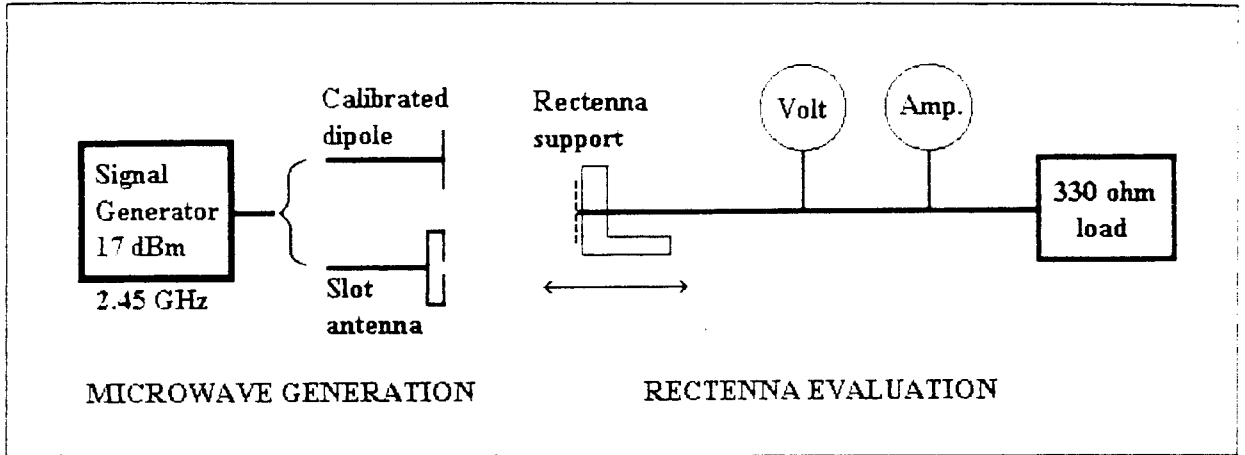 Signal
Generator
17 dBm
2.45 GHz
Calibrated
dipole
Slot
antenna
Rectenna
support
Volt
Amp.
330 ohm
load
MICROWAVE GENERATION
RECTENNA EVALUATION